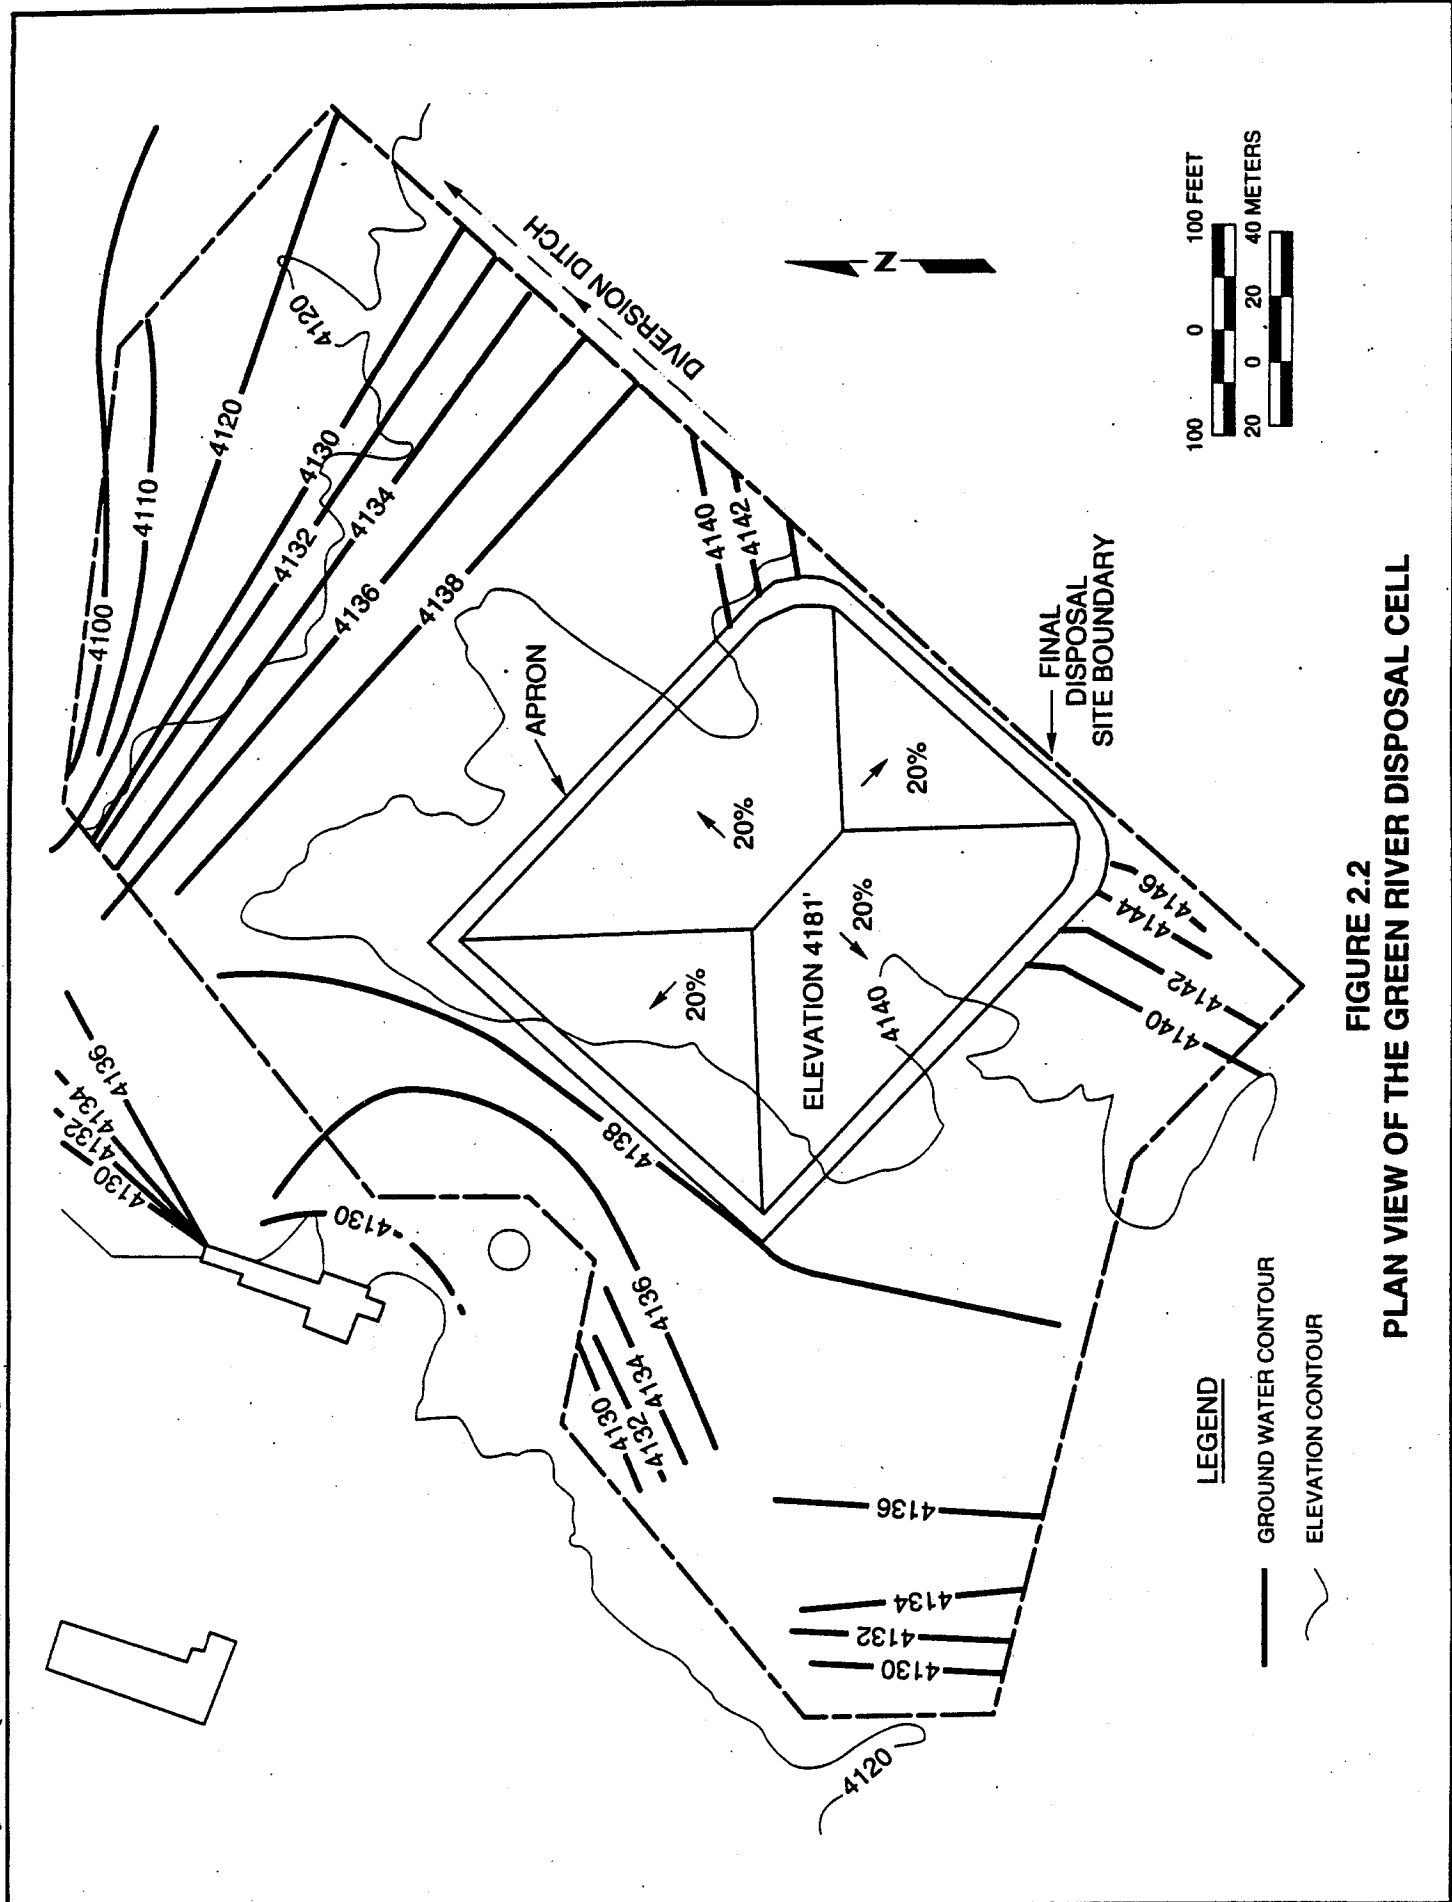 4100
4110
4120
4120
4130
4132
4134
4136
4138
DIVERSION DITCH
4140
4142
APRON
20%
20%
20%
20%
ELEVATION 4181'
4140
FINAL
DISPOSAL
SITE BOUNDARY
4146
4144
4142
4140
4138
4136
4134
4132
4130
4130
4136
4134
4132
4130
4136
4134
4132
4130
4120
N
100 0 100 FEET
20 0 20 40 METERS
LEGEND
GROUND WATER CONTOUR
ELEVATION CONTOUR
FIGURE 2.2
PLAN VIEW OF THE GREEN RIVER DISPOSAL CELL